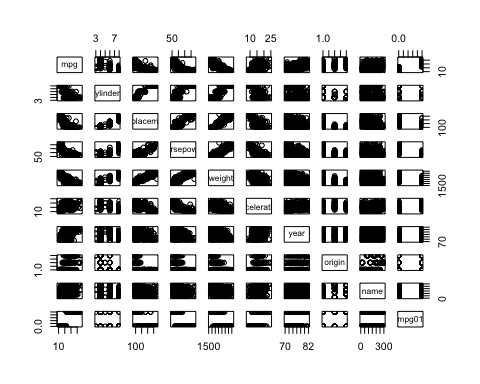 3 7 50 10 25 1.0 0.0
mpg 10
3 ylinder
placem 100
50 rsepow
weight 1500
10 celerati
year 70
1.0 origin
name 0
0.0 mpg01
10 100 1500 70 82 0 300